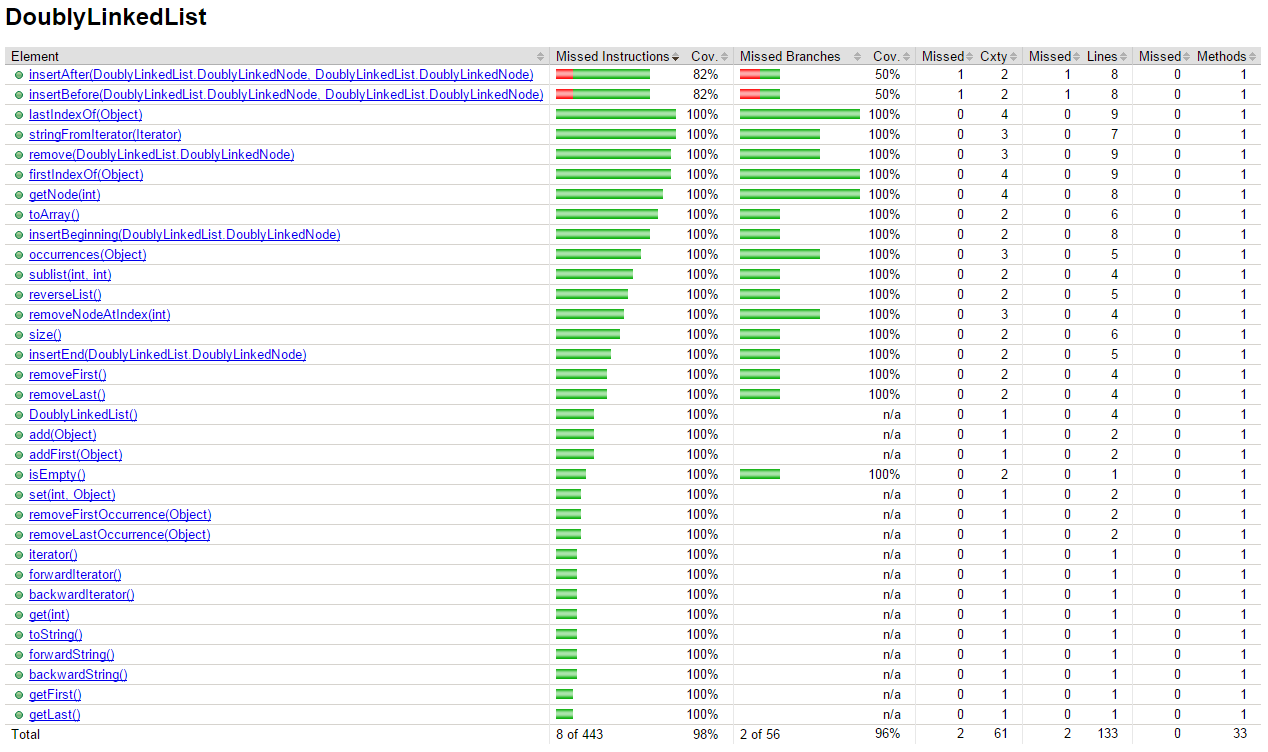 DoublyLinkedList
Element Missed Instructions Cov. Missed Branches Cov. Missed Cxty Missed Lines Missed Methods
insertAfter(DoublyLinkedList.DoublyLinkedNode, DoublyLinkedList.DoublyLinkedNode) 82% 50% 1 2 1 8 0 1
insertBefore(DoublyLinkedList.DoublyLinkedNode, DoublyLinkedList.DoublyLinkedNode) 82% 50% 1 2 1 8 0 1
lastIndexOf(Object) 100% 100% 0 4 0 9 0 1
stringFromIterator(Iterator) 100% 100% 0 3 0 7 0 1
remove(DoublyLinkedList.DoublyLinkedNode) 100% 100% 0 3 0 9 0 1
firstIndexOf(Object) 100% 100% 0 4 0 9 0 1
getNode(int) 100% 100% 0 4 0 8 0 1
toArray() 100% 100% 0 2 0 6 0 1
insertBeginning(DoublyLinkedList.DoublyLinkedNode) 100% 100% 0 2 0 8 0 1
occurrences(Object) 100% 100% 0 3 0 5 0 1
sublist(int, int) 100% 100% 0 2 0 4 0 1
reverseList() 100% 100% 0 2 0 5 0 1
removeNodeAtIndex(int) 100% 100% 0 3 0 4 0 1
size() 100% 100% 0 2 0 6 0 1
insertEnd(DoublyLinkedList.DoublyLinkedNode) 100% 100% 0 2 0 5 0 1
removeFirst() 100% 100% 0 2 0 4 0 1
removeLast() 100% 100% 0 2 0 4 0 1
DoublyLinkedList() 100% n/a 0 1 0 4 0 1
add(Object) 100% n/a 0 1 0 2 0 1
addFirst(Object) 100% n/a 0 1 0 2 0 1
isEmpty() 100% 100% 0 2 0 1 0 1
set(int, Object) 100% n/a 0 1 0 2 0 1
removeFirstOccurrence(Object) 100% n/a 0 1 0 2 0 1
removeLastOccurrence(Object) 100% n/a 0 1 0 2 0 1
iterator() 100% n/a 0 1 0 1 0 1
forwardIterator() 100% n/a 0 1 0 1 0 1
backwardIterator() 100% n/a 0 1 0 1 0 1
get(int) 100% n/a 0 1 0 1 0 1
toString() 100% n/a 0 1 0 1 0 1
forwardString() 100% n/a 0 1 0 1 0 1
backwardString() 100% n/a 0 1 0 1 0 1
getFirst() 100% n/a 0 1 0 1 0 1
getLast() 100% n/a 0 1 0 1 0 1
Total 8 of 443 98% 2 of 56 96% 2 61 2 133 0 33